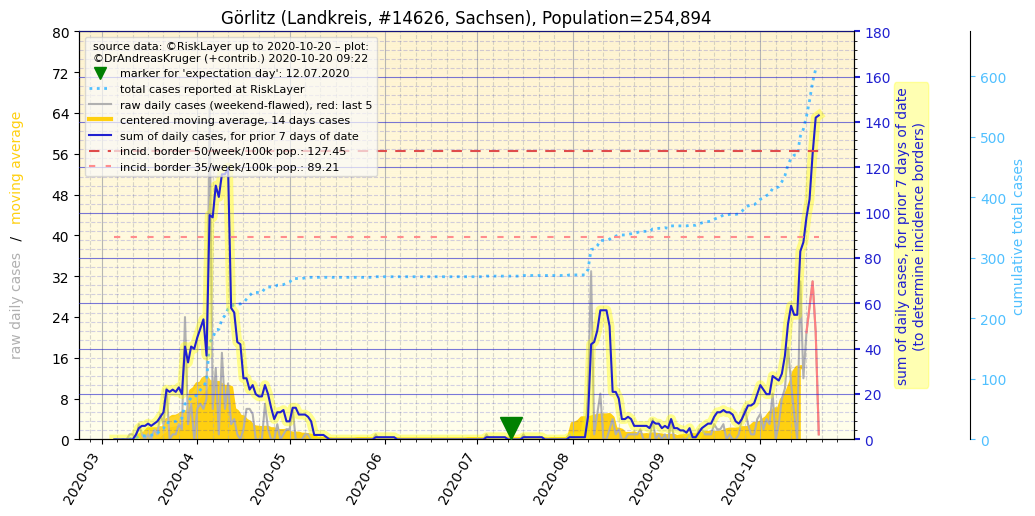 Görlitz (Landkreis, #14626, Sachsen), Population=254,894
source data: ©RiskLayer up to 2020-10-20 – plot:
©DrAndreasKruger (+contrib.) 2020-10-20 09:22
marker for 'expectation day': 12.07.2020
total cases reported at RiskLayer
raw daily cases (weekend-flawed), red: last 5
centered moving average, 14 days cases
sum of daily cases, for prior 7 days of date
incid. border 50/week/100k pop.: 127.45
incid. border 35/week/100k pop.: 89.21
raw daily cases / moving average
80
72
64
56
48
40
32
24
16
8
0
2020-03
2020-04
2020-05
2020-06
2020-07
2020-08
2020-09
2020-10
180
160
140
120
100
80
60
40
20
0
sum of daily cases, for prior 7 days of date
(to determine incidence borders)
600
500
400
300
200
100
0
cumulative total cases